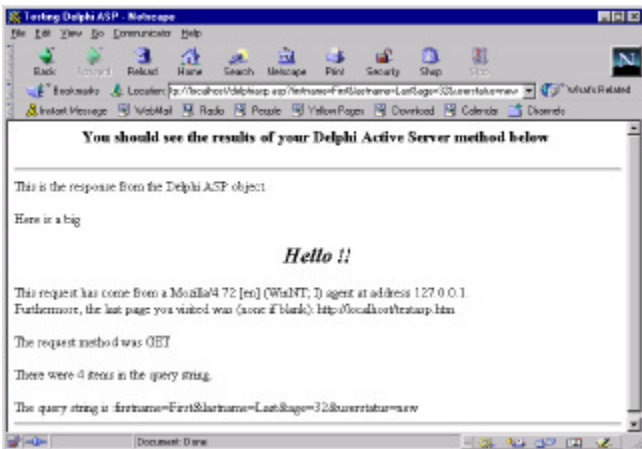 Testing Delphi ASP - Netscape
File Edit View Go Communicator Help
Back Forward Reload Home Search Netscape Print Security Shop Stop
Bookmarks Location: What's Related
Instant Message WebMail Radio People Yellow Pages Download Calendar Channels
You should see the results of your Delphi Active Server method below
This is the response from the Delphi ASP object
Here is a big
Hello !!
This request has come from a Mozilla/4.72 [en] (WinNT; I) agent at address 127.0.0.1.
Furthermore, the last page you visited was (none if blank): http://localhost/testasp.htm
The request method was GET
There were 4 items in the query string.
The query string is :firstname=First&lastname=Last&age=32&userstatus=new
Document: Done